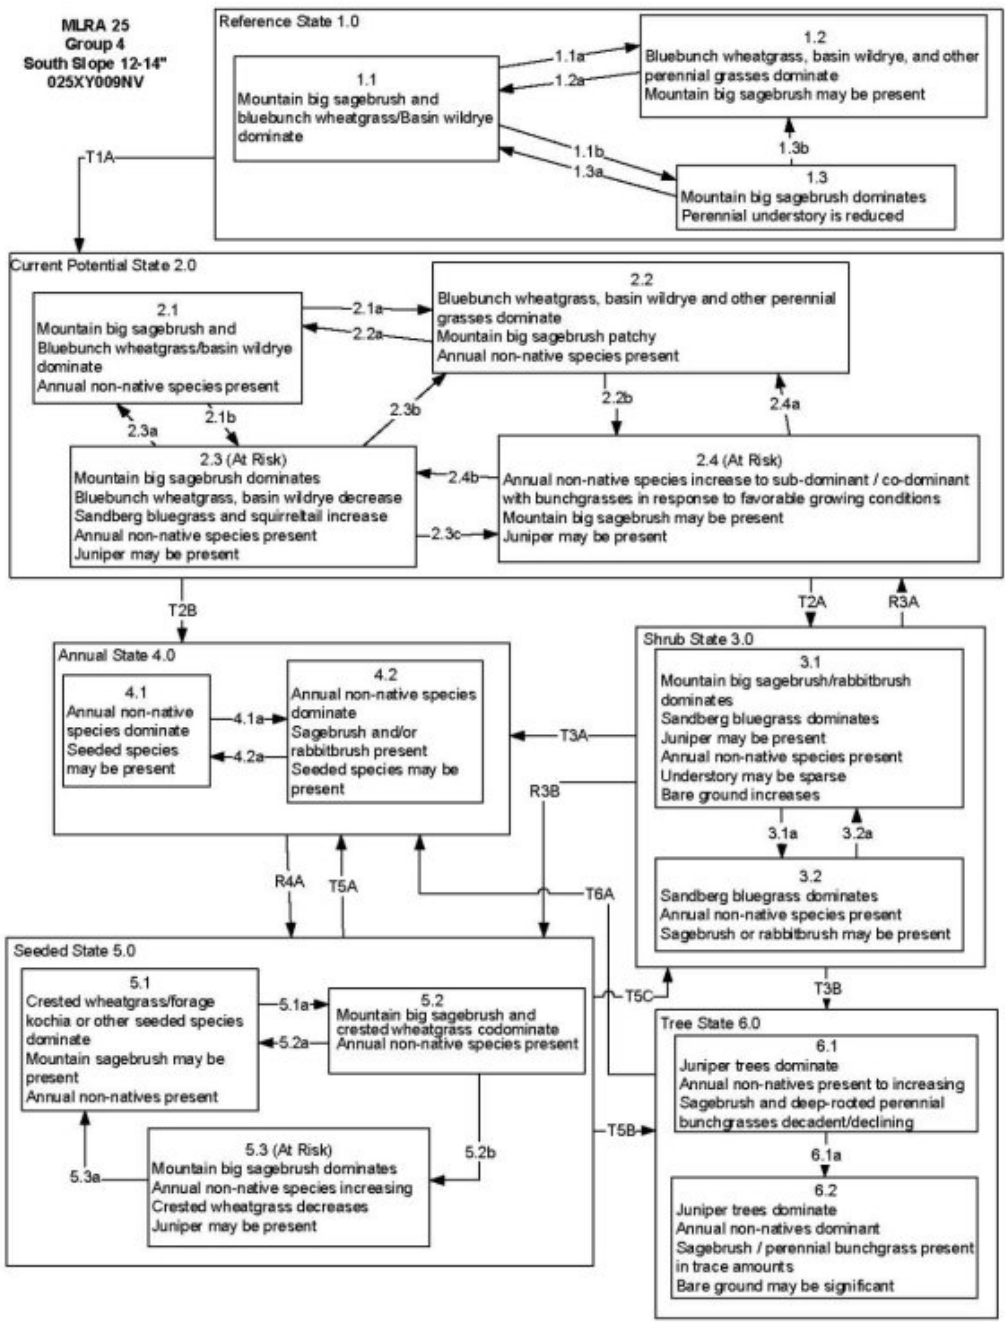 MLRA 25
Group 4
South Slope 12-14"
025XY009NV
Reference State 1.0
1.1
Mountain big sagebrush and
bluebunch wheatgrass/Basin wildrye
dominate
1.1a
1.2a
1.2
Bluebunch wheatgrass, basin wildrye, and other
perennial grasses dominate
Mountain big sagebrush may be present
1.1b
1.3a
1.3b
1.3
Mountain big sagebrush dominates
Perennial understory is reduced
T1A
Current Potential State 2.0
2.1
Mountain big sagebrush and
Bluebunch wheatgrass/basin wildrye
dominate
Annual non-native species present
2.1a
2.2a
2.2
Bluebunch wheatgrass, basin wildrye and other perennial
grasses dominate
Mountain big sagebrush patchy
Annual non-native species present
2.3a
2.1b
2.3b
2.2b
2.4a
2.3 (At Risk)
Mountain big sagebrush dominates
Bluebunch wheatgrass, basin wildrye decrease
Sandberg bluegrass and squirreltail increase
Annual non-native species present
Juniper may be present
2.4b
2.3c
2.4 (At Risk)
Annual non-native species increase to sub-dominant / co-dominant
with bunchgrasses in response to favorable growing conditions
Mountain big sagebrush may be present
Juniper may be present
T2B
T2A
R3A
Annual State 4.0
4.1
Annual non-native
species dominate
Seeded species
may be present
4.1a
4.2a
4.2
Annual non-native species
dominate
Sagebrush and/or
rabbitbrush present
Seeded species may be
present
T3A
R3B
Shrub State 3.0
3.1
Mountain big sagebrush/rabbitbrush
dominates
Sandberg bluegrass dominates
Juniper may be present
Annual non-native species present
Understory may be sparse
Bare ground increases
3.1a
3.2a
3.2
Sandberg bluegrass dominates
Annual non-native species present
Sagebrush or rabbitbrush may be present
R4A
T5A
T6A
Seeded State 5.0
5.1
Crested wheatgrass/forage
kochia or other seeded species
dominate
Mountain sagebrush may be
present
Annual non-natives present
5.1a
5.2a
5.2
Mountain big sagebrush and
crested wheatgrass codominate
Annual non-native species present
5.3a
5.2b
5.3 (At Risk)
Mountain big sagebrush dominates
Annual non-native species increasing
Crested wheatgrass decreases
Juniper may be present
T5C
T3B
T5B
Tree State 6.0
6.1
Juniper trees dominate
Annual non-natives present to increasing
Sagebrush and deep-rooted perennial
bunchgrasses decadent/declining
6.1a
6.2
Juniper trees dominate
Annual non-natives dominant
Sagebrush / perennial bunchgrass present
in trace amounts
Bare ground may be significant